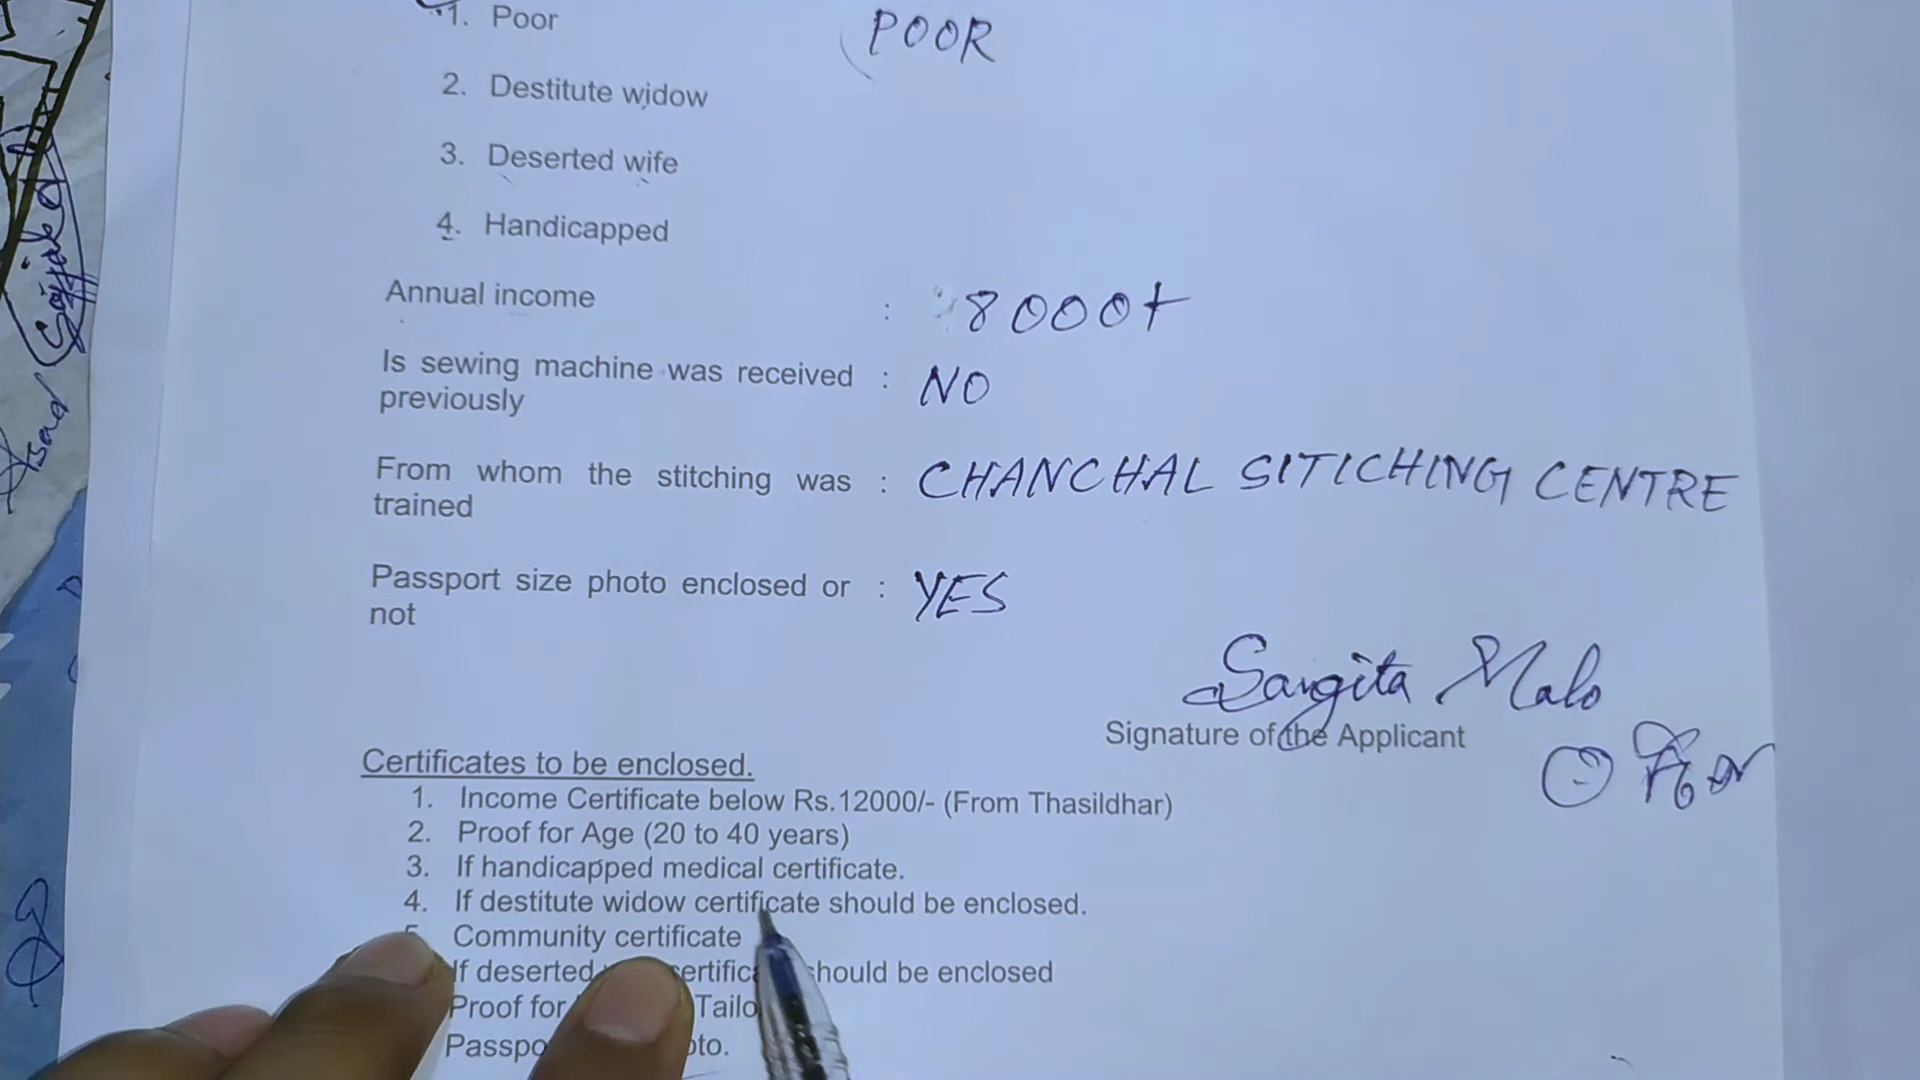 1. Poor POOR
2. Destitute widow
3. Deserted wife
4. Handicapped
Annual income : 8000+
Is sewing machine was received : NO
previously
From whom the stitching was : CHANCHAL SITICHING CENTRE
trained
Passport size photo enclosed or : YES
not
Sangita Malo
Signature of the Applicant
Certificates to be enclosed.
1. Income Certificate below Rs.12000/- (From Thasildhar)
2. Proof for Age (20 to 40 years)
3. If handicapped medical certificate.
4. If destitute widow certificate should be enclosed.
5. Community certificate
If deserted should be enclosed
Proof for